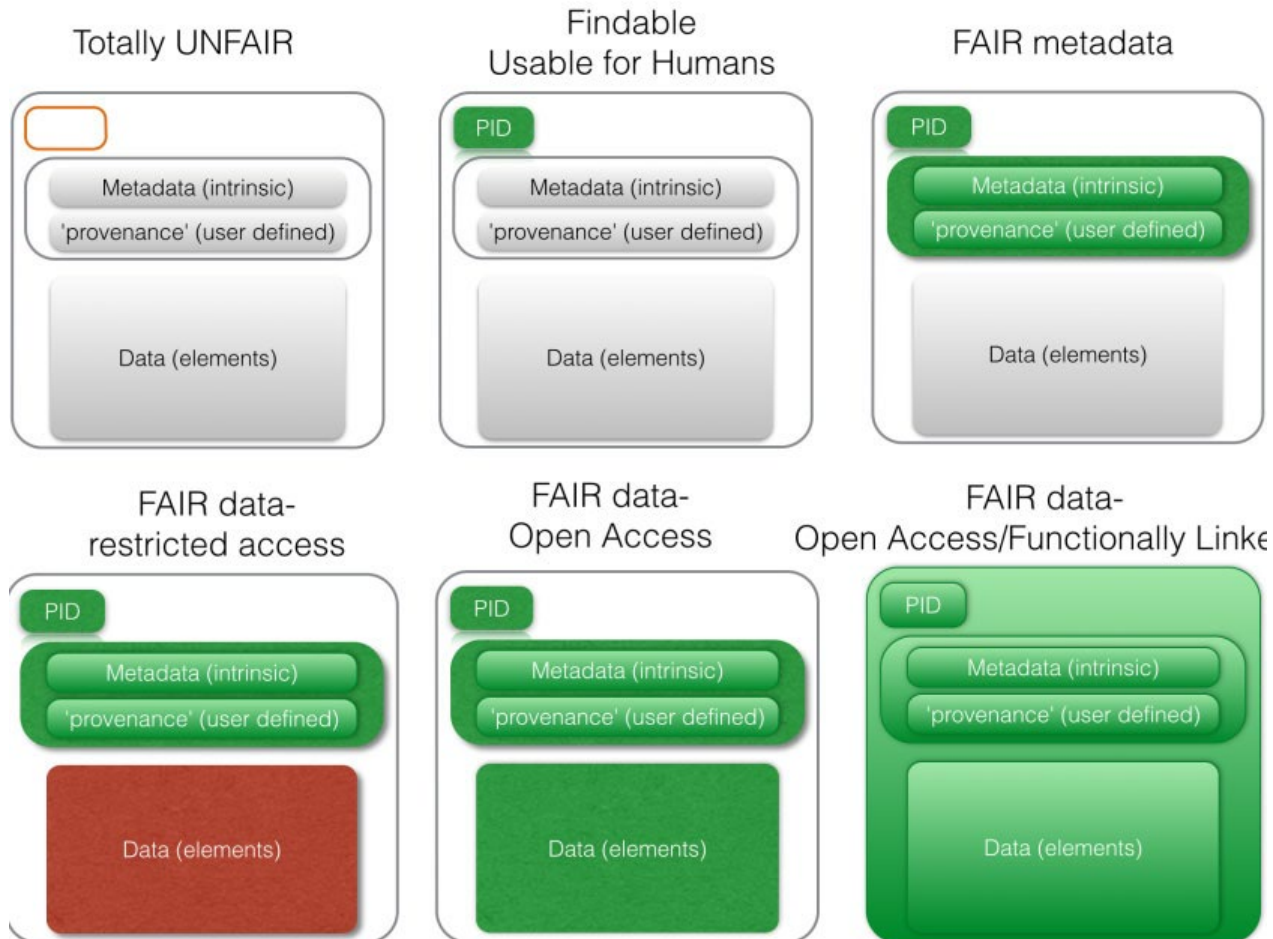 Totally UNFAIR
Metadata (intrinsic)
'provenance' (user defined)
Data (elements)
Findable
Usable for Humans
PID
Metadata (intrinsic)
'provenance' (user defined)
Data (elements)
FAIR metadata
PID
Metadata (intrinsic)
'provenance' (user defined)
Data (elements)
FAIR data-
restricted access
PID
Metadata (intrinsic)
'provenance' (user defined)
Data (elements)
FAIR data-
Open Access
PID
Metadata (intrinsic)
'provenance' (user defined)
Data (elements)
FAIR data-
Open Access/Functionally Linke
PID
Metadata (intrinsic)
'provenance' (user defined)
Data (elements)